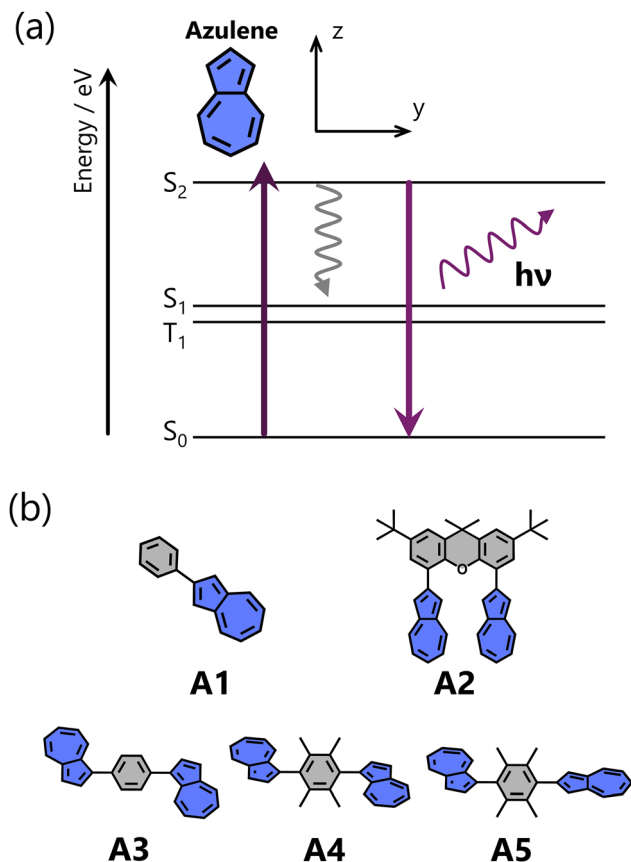 (a)
Azulene
z
y
Energy / eV
S₂
hν
S₁
T₁
S₀
(b)
O
A1
A2
A3
A4
A5